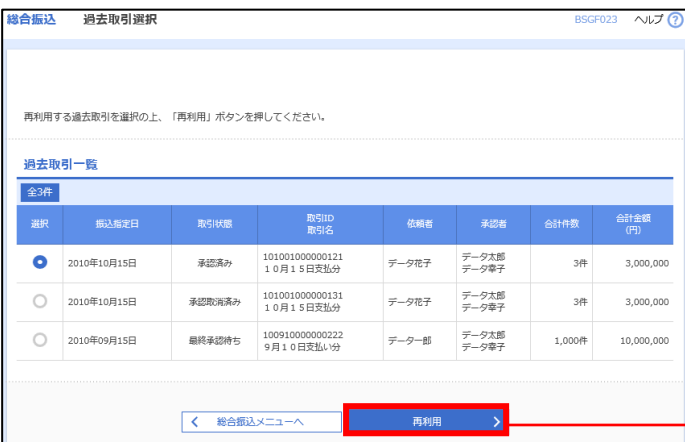 総合振込 過去取引選択 BSGF023 ヘルプ ?
再利用する過去取引を選択の上、「再利用」ボタンを押してください。
過去取引一覧
全3件
選択 振込指定日 取引状態 取引ID 依頼者 承認者 合計件数 合計金額
取引名 (円)
2010年10月15日 承認済み 101001000000121 データ花子 データ太郎 3件 3,000,000
10月15日支払分 データ幸子
2010年10月15日 承認取消済み 101001000000131 データ花子 データ太郎 3件 3,000,000
10月15日支払分 データ幸子
2010年09月15日 最終承認待ち 100910000000222 データ一郎 データ太郎 1,000件 10,000,000
9月10日支払い分 データ幸子
総合振込メニューへ 再利用